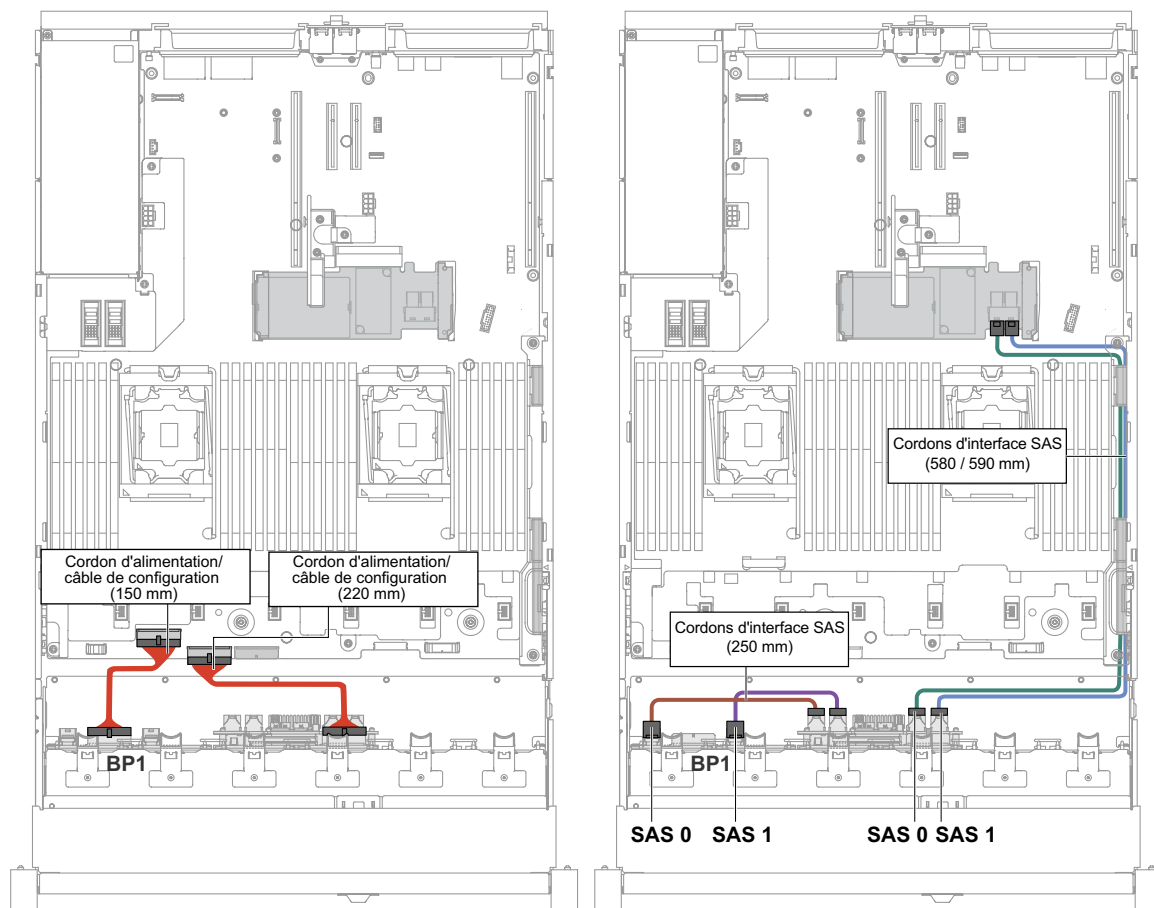 Cordon d'alimentation/
câble de configuration
(150 mm)
Cordon d'alimentation/
câble de configuration
(220 mm)
BP1
Cordons d'interface SAS
(580 / 590 mm)
Cordons d'interface SAS
(250 mm)
BP1
SAS 0
SAS 1
SAS 0
SAS 1